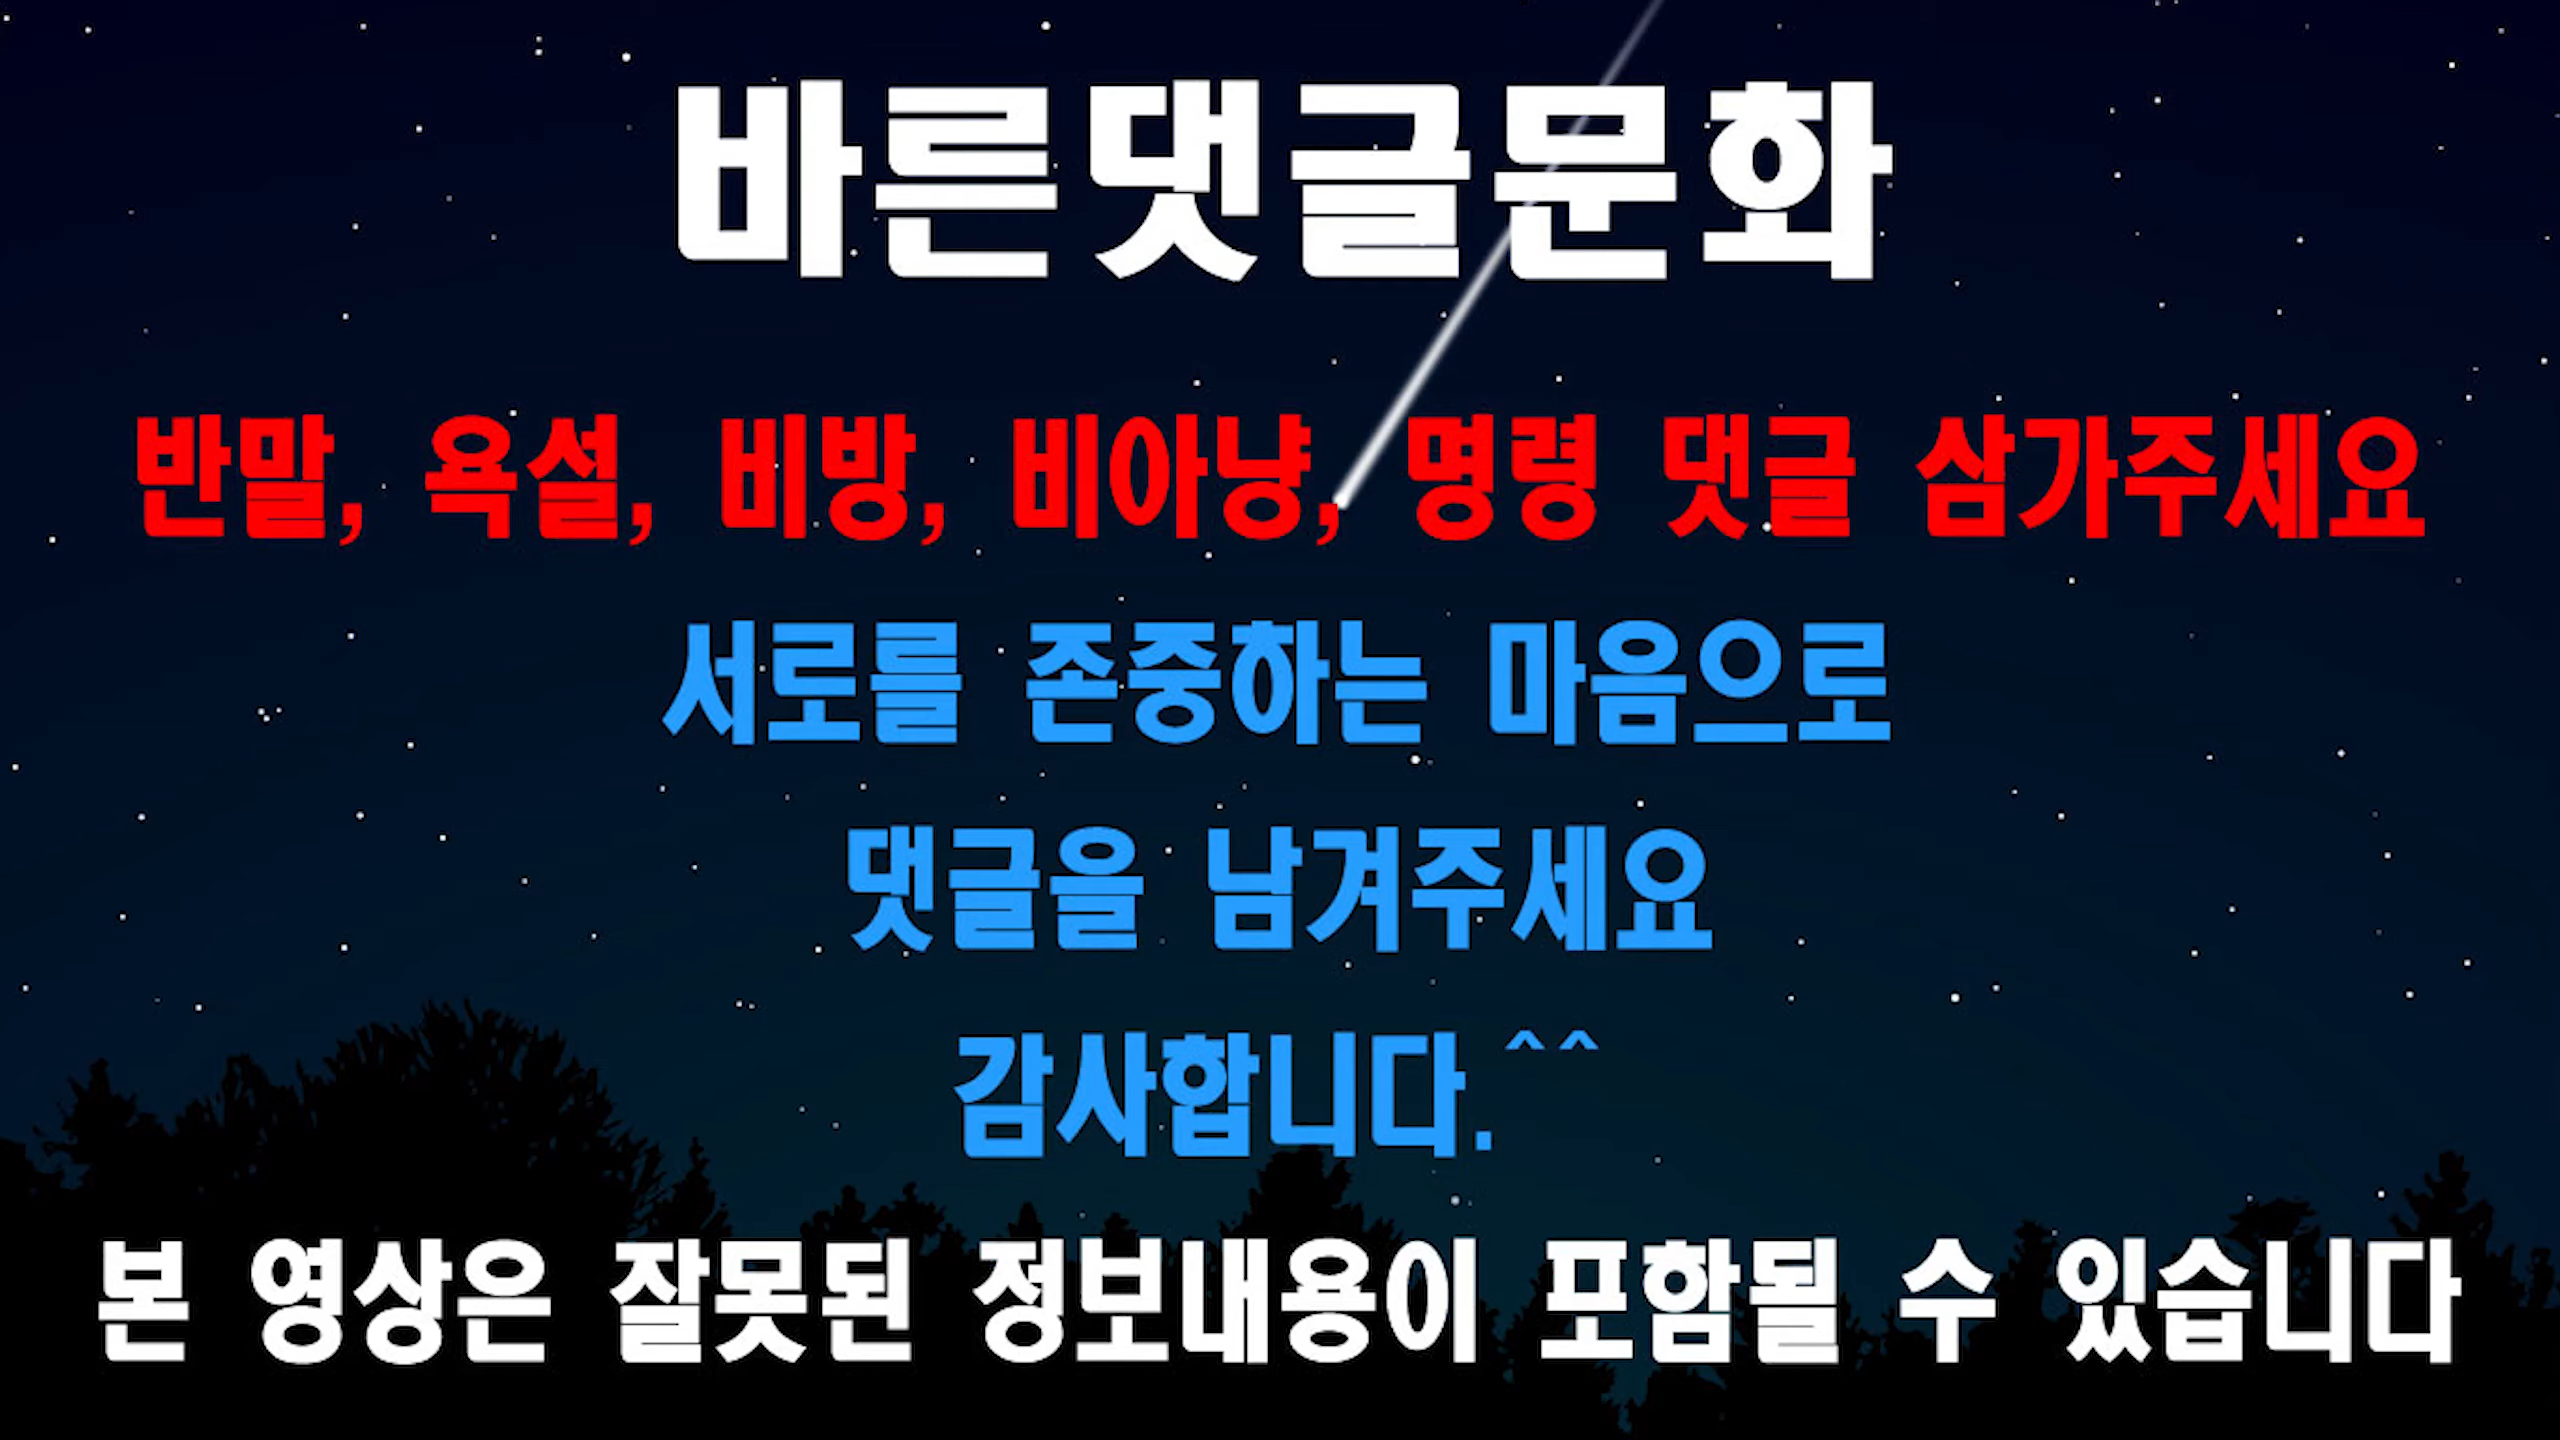 바른댓글문화
반말, 욕설, 비방, 비아냥, 명령 댓글 삼가주세요
서로를 존중하는 마음으로
댓글을 남겨주세요
감사합니다.^^
본 영상은 잘못된 정보내용이 포함될 수 있습니다